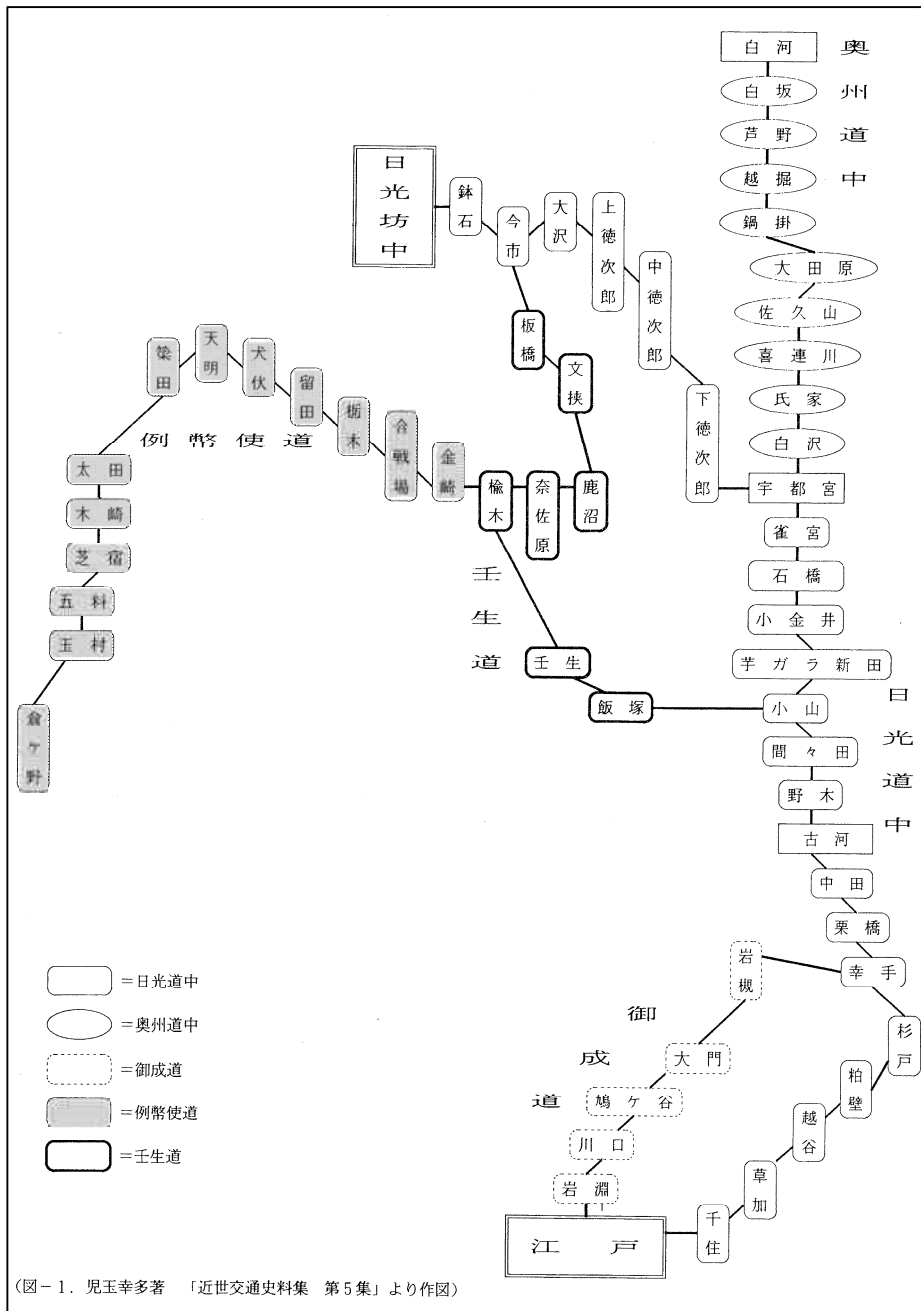 奥州道中
白河
白坂
芦野
越掘
鍋掛
大田原
佐久山
喜連川
氏家
白沢
宇都宮
日光坊中
鉢石
今市
大沢
上徳次郎
中徳次郎
下徳次郎
板橋
文挟
鹿沼
奈佐原
楡木
壬生道
壬生
飯塚
例幣使道
金崎
合戦場
栃木
留田
犬伏
天明
簗田
太田
木崎
芝宿
五料
玉村
倉ヶ野
日光道中
雀宮
石橋
小金井
芋ガラ新田
小山
間々田
野木
古河
中田
栗橋
幸手
杉戸
粕壁
越谷
草加
千住
御成道
岩槻
大門
鳩ヶ谷
川口
岩淵
江戸
=日光道中
=奥州道中
=御成道
=例幣使道
=壬生道
(図-1. 児玉幸多著 「近世交通史料集 第5集」より作図)